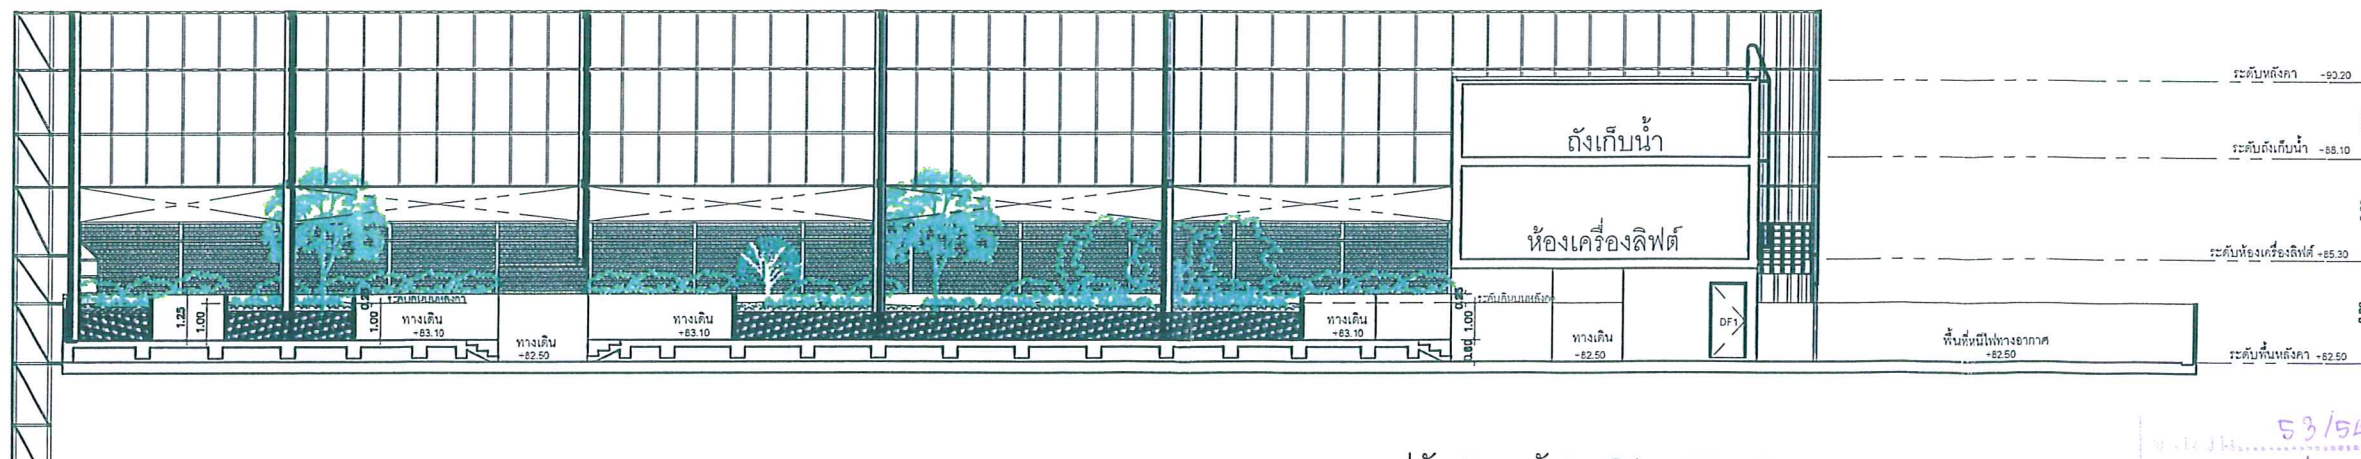 ระดับหลังคา +90.20
ถังเก็บน้ำ
ระดับถังเก็บน้ำ +88.10
ห้องเครื่องลิฟต์
ระดับห้องเครื่องลิฟต์ +85.30
1.25
1.00
1.00
ทางเดิน
+83.10
ทางเดิน
+82.50
ทางเดิน
+83.10
ทางเดิน
+83.10
0.25
1.00
0.60
ทางเดิน
+82.50
DF1
พื้นที่หนีไฟทางอากาศ
+82.50
ระดับพื้นหลังคา +82.50